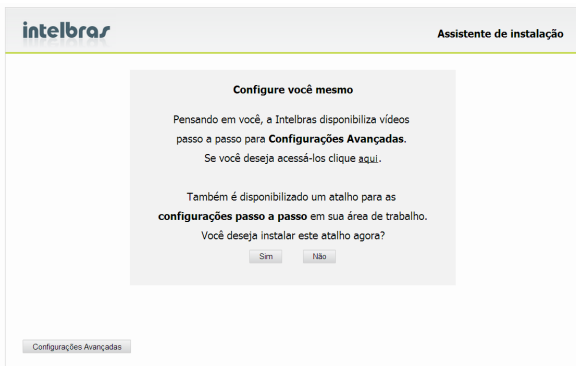 intelbras
Assistente de instalação
Configure você mesmo
Pensando em você, a Intelbras disponibiliza vídeos
passo a passo para Configurações Avançadas.
Se você deseja acessá-los clique aqui.
Também é disponibilizado um atalho para as
configurações passo a passo em sua área de trabalho.
Você deseja instalar este atalho agora?
Sim Não
Configurações Avançadas